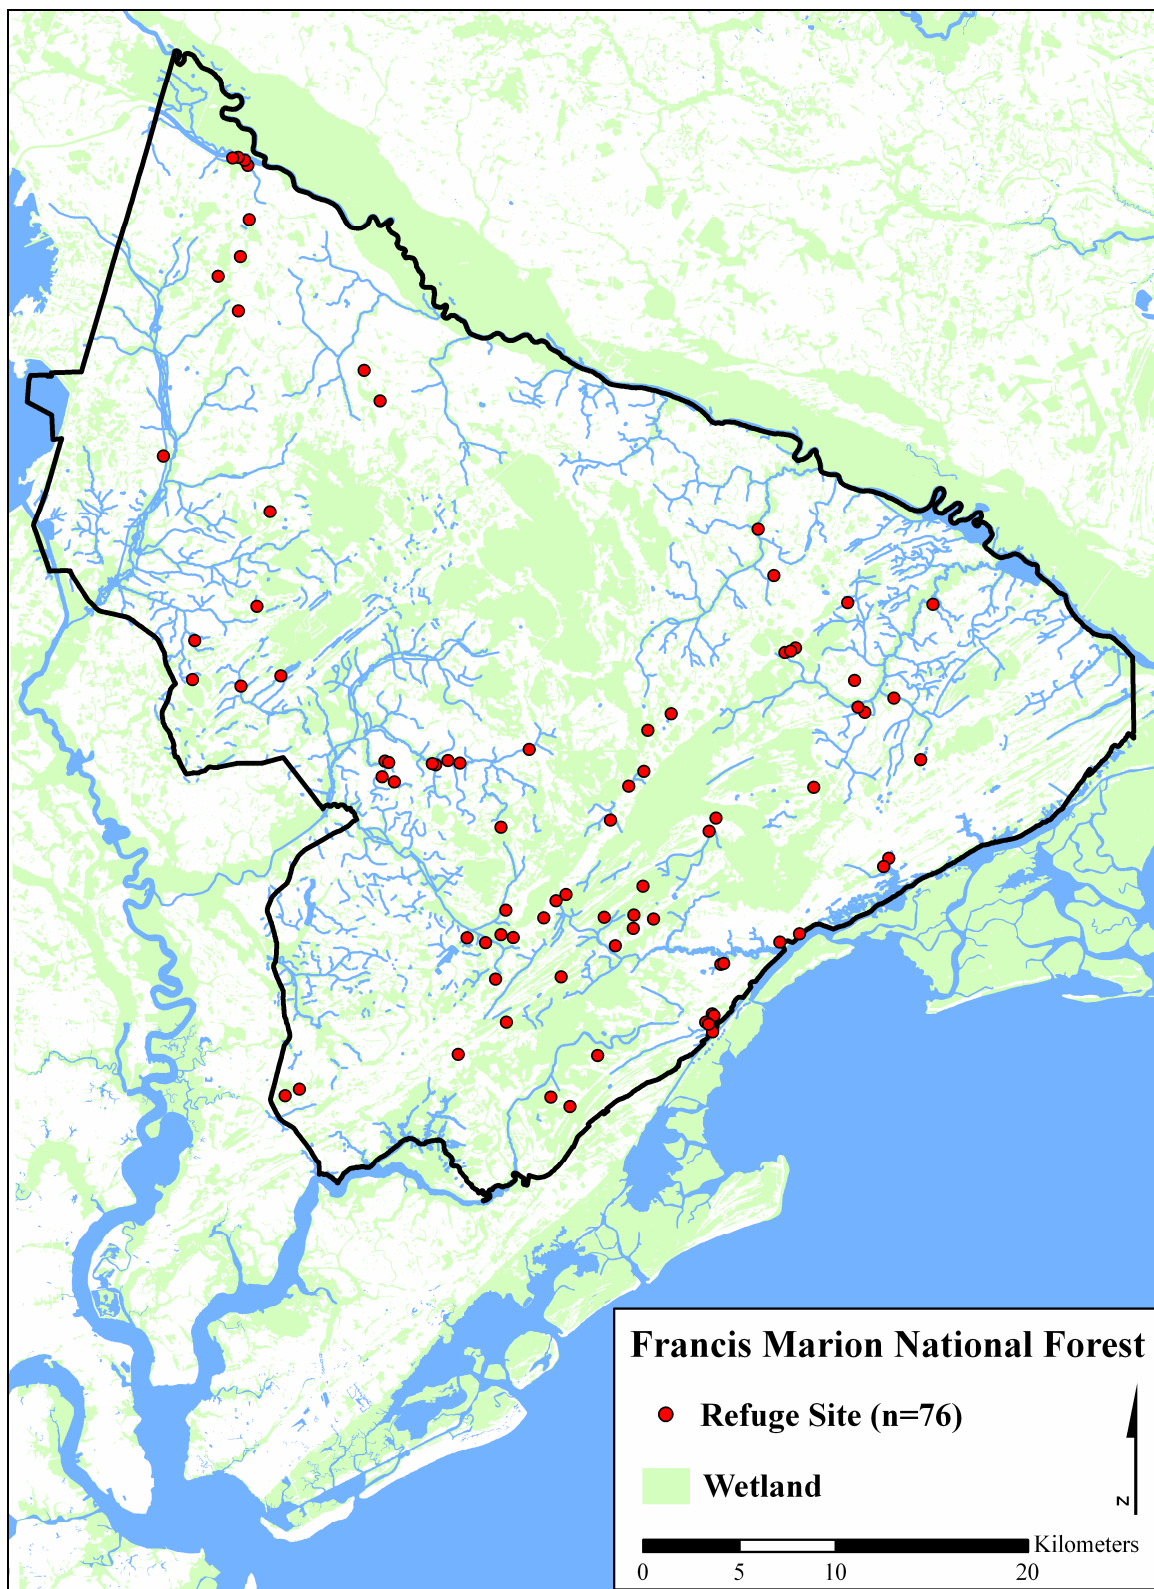 Francis Marion National Forest
Refuge Site (n=76)
Wetland
N
Kilometers
0 5 10 20